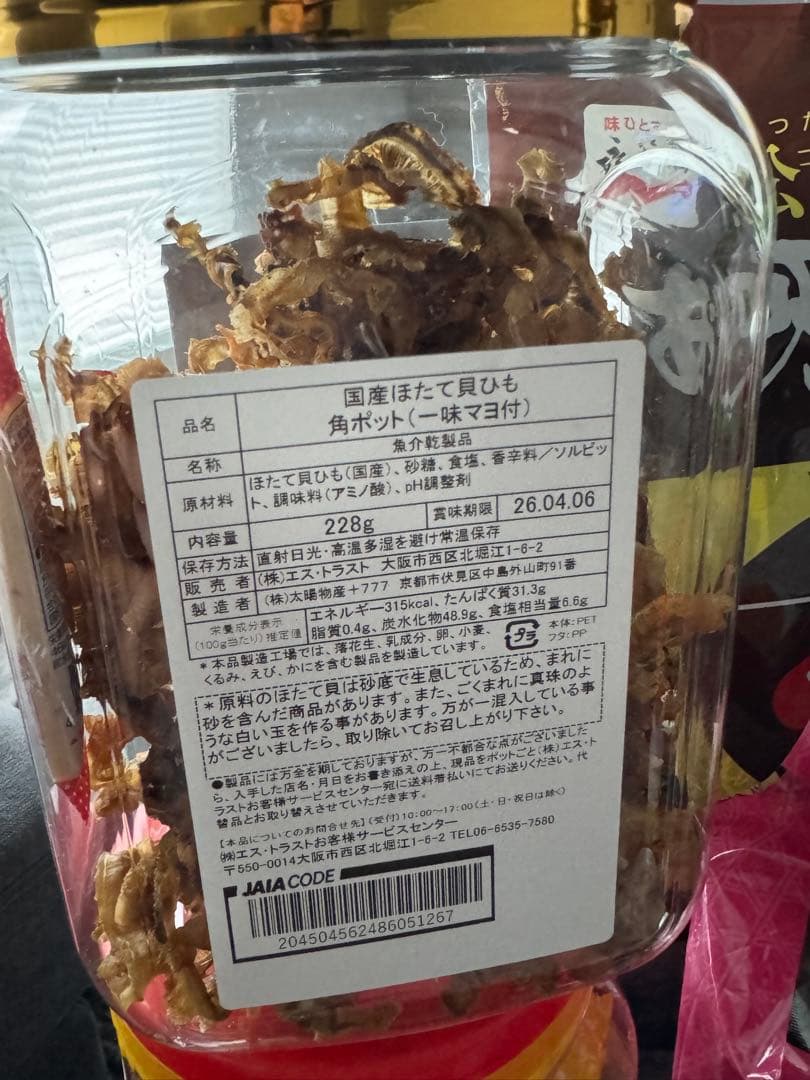 味ひと
品名 国産ほたて貝ひも
角ポット(一味マヨ付)
名称 魚介乾製品
原材料 ほたて貝ひも(国産)、砂糖、食塩、香辛料/ソルビッ
ト、調味料(アミノ酸)、pH調整剤
内容量 228g 賞味期限 26.04.06
保存方法 直射日光・高温多湿を避け常温保存
販売者 (株)エス・トラスト 大阪市西区北堀江1-6-2
製造者 (株)太陽物産+777 京都市伏見区中島外山町91番
栄養成分表示
(100g当たり)推定値
エネルギー315kcal、たんぱく質31.3g
脂質0.4g、炭水化物48.9g、食塩相当量6.6g
*本品製造工場では、落花生、乳成分、卵、小麦、
くるみ、えび、かにを含む製品を製造しています。
プラ
本体:PET
フタ:PP
*原料のほたて貝は砂底で生息しているため、まれに
砂を含んだ商品があります。また、ごくまれに真珠のよ
うな白い玉を作る事があります。万が一混入している事
がございましたら、取り除いてお召し上がり下さい。
●製品には万全を期しておりますが、万一不都合な点がございました
ら、入手した店名・月日をお書き添えの上、現品をポットごと(株)エス・ト
ラストお客様サービスセンター宛に送料着払いにてお送りください。代
替品とお取り替えさせていただきます。
【本品についてのお問合せ先】(受付)10:00~17:00(土・日・祝日は除く)
㈱エス・トラストお客様サービスセンター
〒550-0014大阪市西区北堀江1-6-2 TEL06-6535-7580
JAIA CODE
204504562486051267